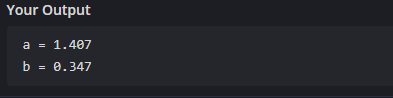 Your Output
a = 1.407
b = 0.347